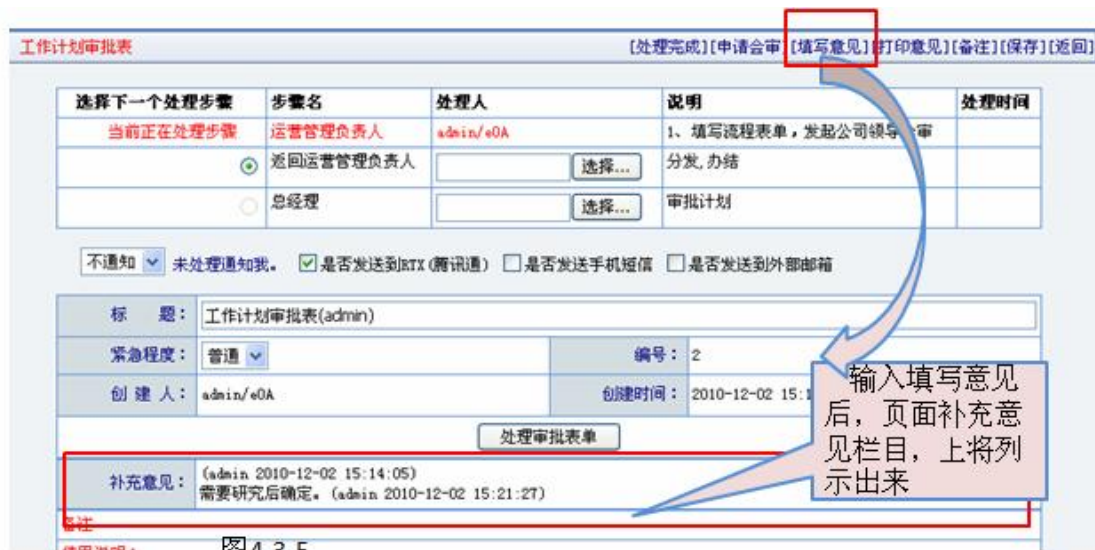 工作计划审批表 [处理完成][申请会审][填写意见][打印意见][备注][保存][返回]
选择下一个处理步骤 步骤名 处理人 说明 处理时间
当前正在处理步骤 运营管理负责人 admin/eOA 1、填写流程表单，发起公司领导会审
返回运营管理负责人 选择... 分发,办结
总经理 选择... 审批计划
不通知 未处理通知我。 是否发送到RTX(腾讯通) 是否发送手机短信 是否发送到外部邮箱
标 题： 工作计划审批表(admin)
紧急程度： 普通 编号： 2
创 建 人： admin/eOA 创建时间： 2010-12-02 15:1
输入填写意见
后，页面补充意
见栏目，上将列
示出来
处理审批表单
补充意见： (admin 2010-12-02 15:14:05)
需要研究后确定。(admin 2010-12-02 15:21:27)
备注
图4.3.5